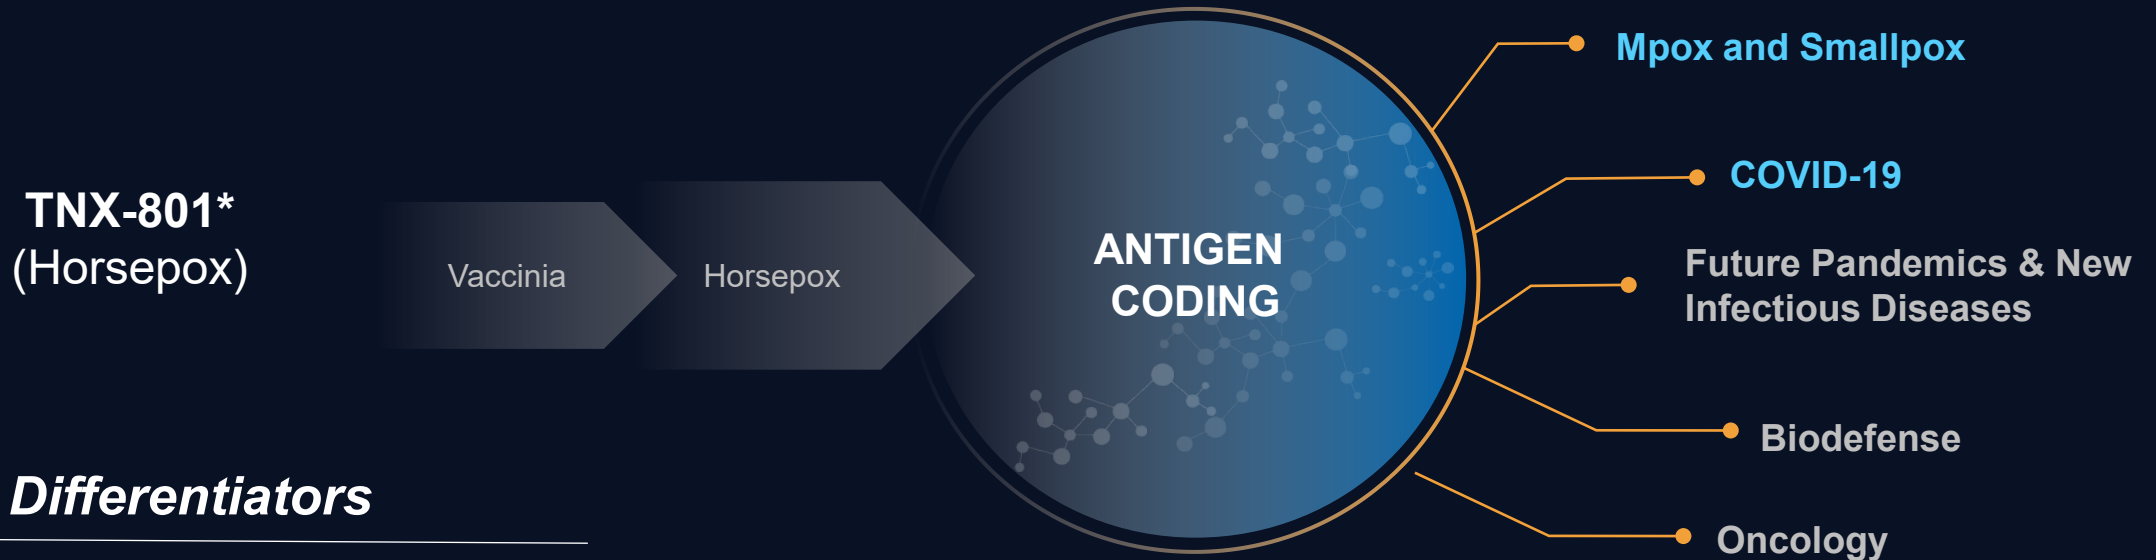 TNX-801*
(Horsepox)
Vaccinia
Horsepox
ANTIGEN
CODING
Mpox and Smallpox
COVID-19
Future Pandemics & New
Infectious Diseases
Biodefense
Oncology
Differentiators